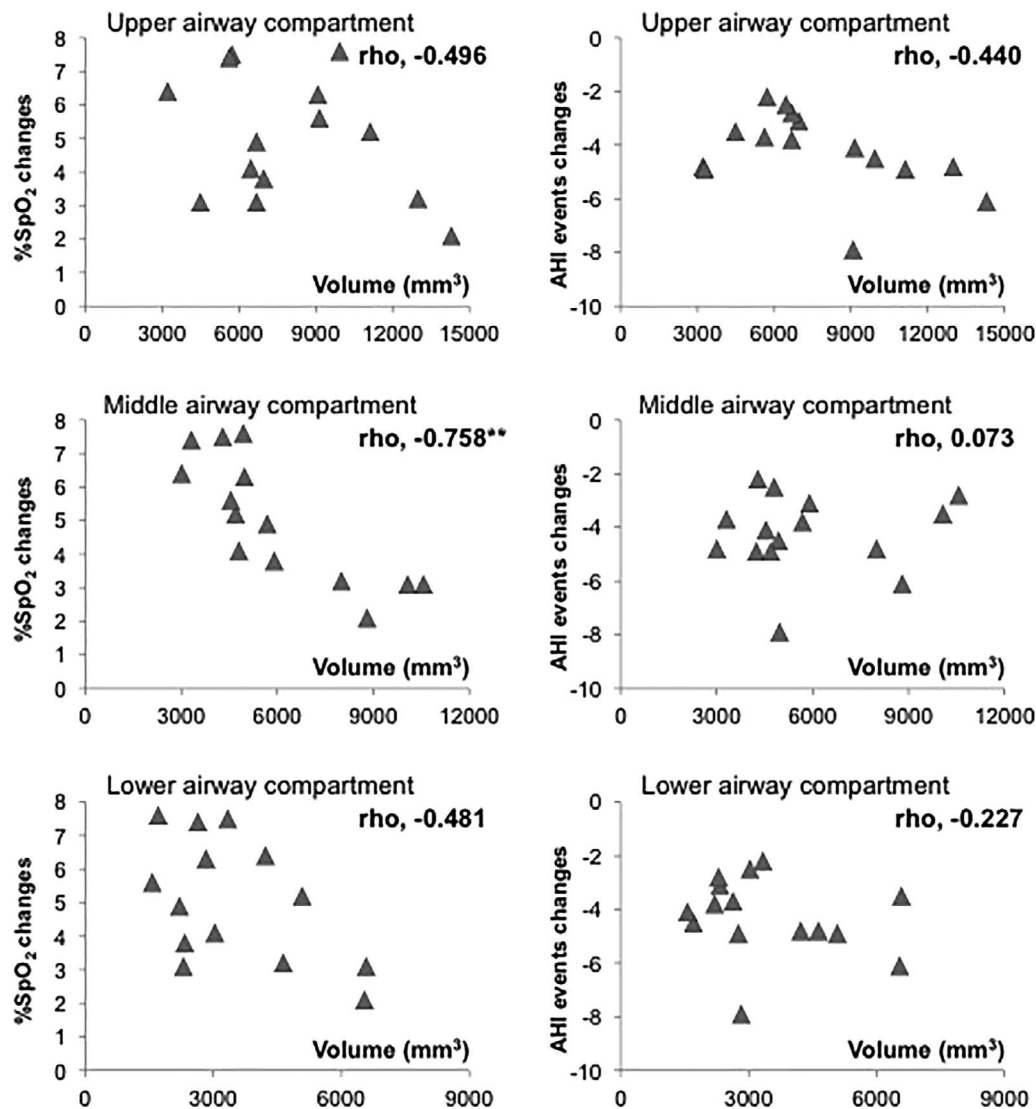 Upper airway compartment
rho, -0.496
%SpO2 changes
8
7
6
5
4
3
2
1
0
Volume (mm3)
0 3000 6000 9000 12000 15000
Upper airway compartment
rho, -0.440
AHI events changes
0
-2
-4
-6
-8
-10
Volume (mm3)
0 3000 6000 9000 12000 15000
Middle airway compartment
rho, -0.758**
%SpO2 changes
8
7
6
5
4
3
2
1
0
Volume (mm3)
0 3000 6000 9000 12000
Middle airway compartment
rho, 0.073
AHI events changes
0
-2
-4
-6
-8
-10
Volume (mm3)
0 3000 6000 9000 12000
Lower airway compartment
rho, -0.481
%SpO2 changes
8
7
6
5
4
3
2
1
0
Volume (mm3)
0 3000 6000 9000
Lower airway compartment
rho, -0.227
AHI events changes
0
-2
-4
-6
-8
-10
Volume (mm3)
0 3000 6000 9000